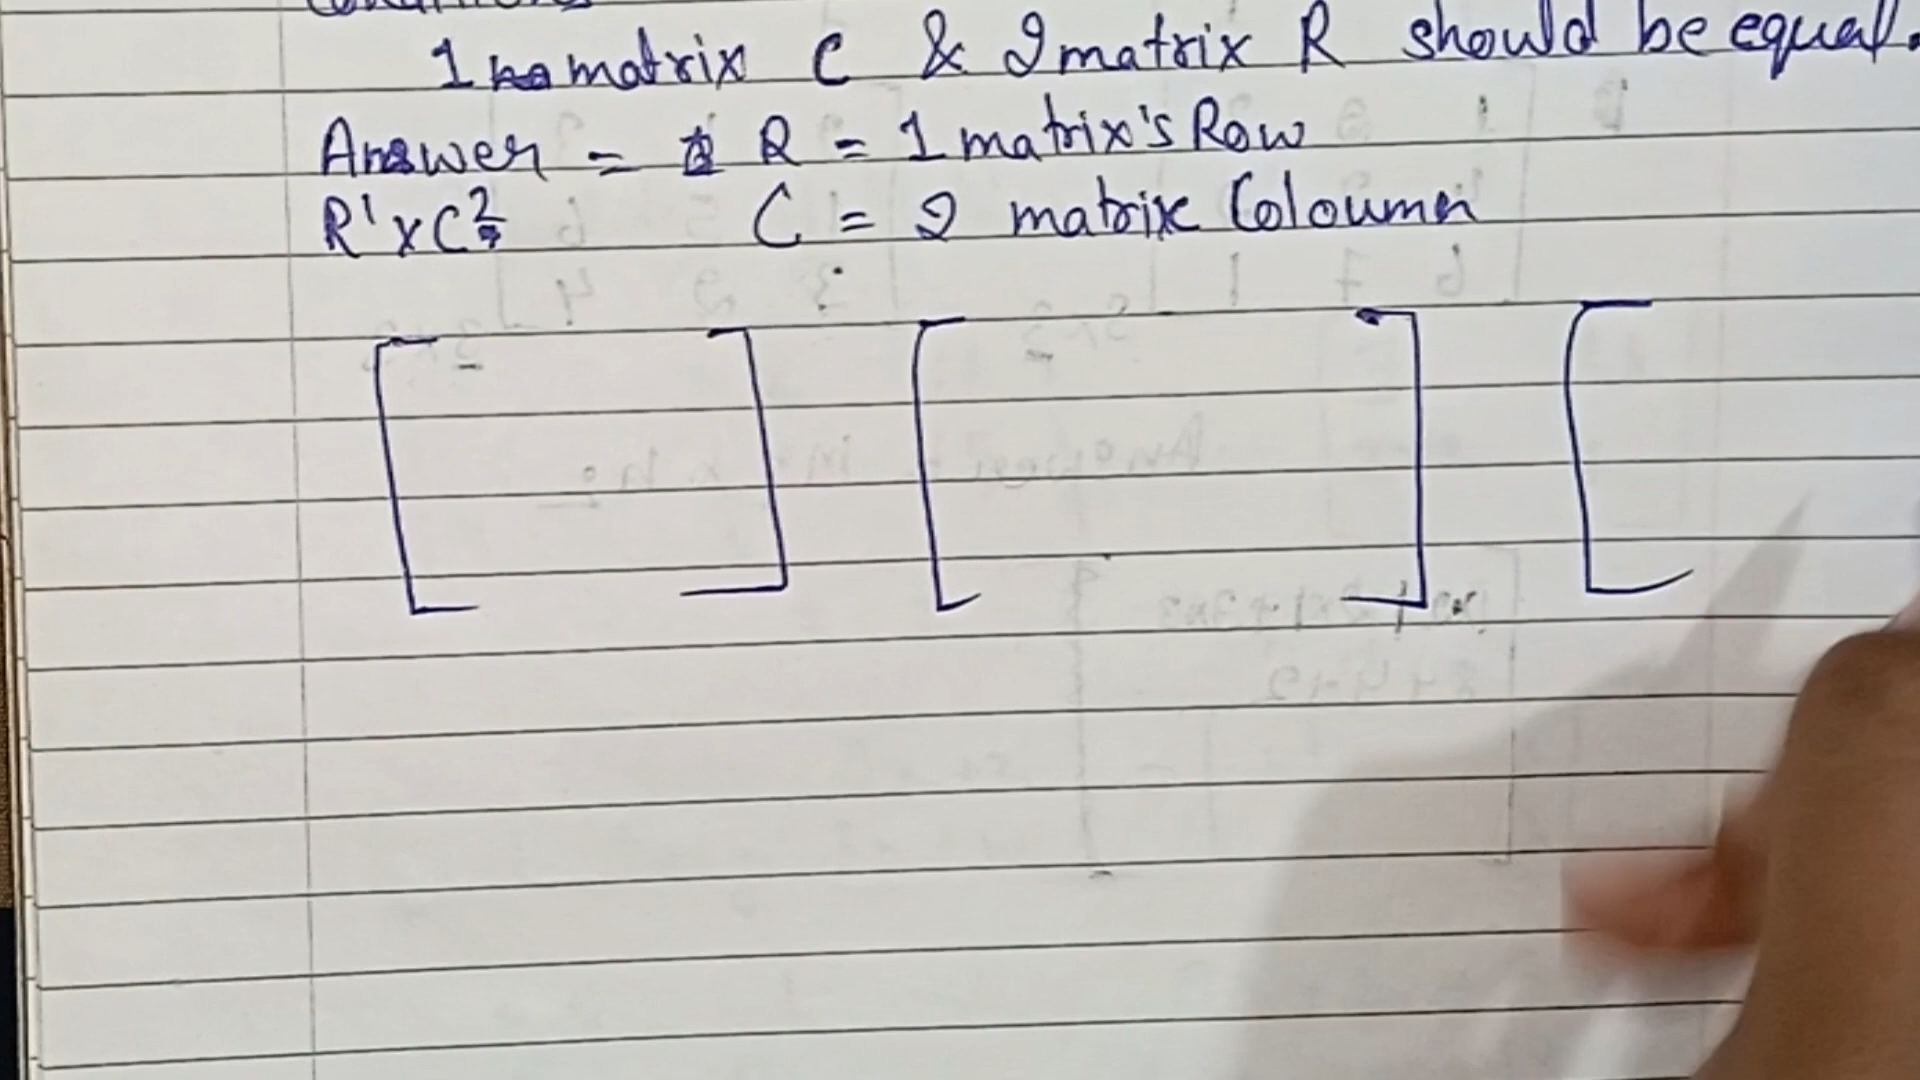 1 matrix C & 2 matrix R should be equal.
Answer = R = 1 matrix's Row
R¹ x C² C = 2 matrix Coloumn